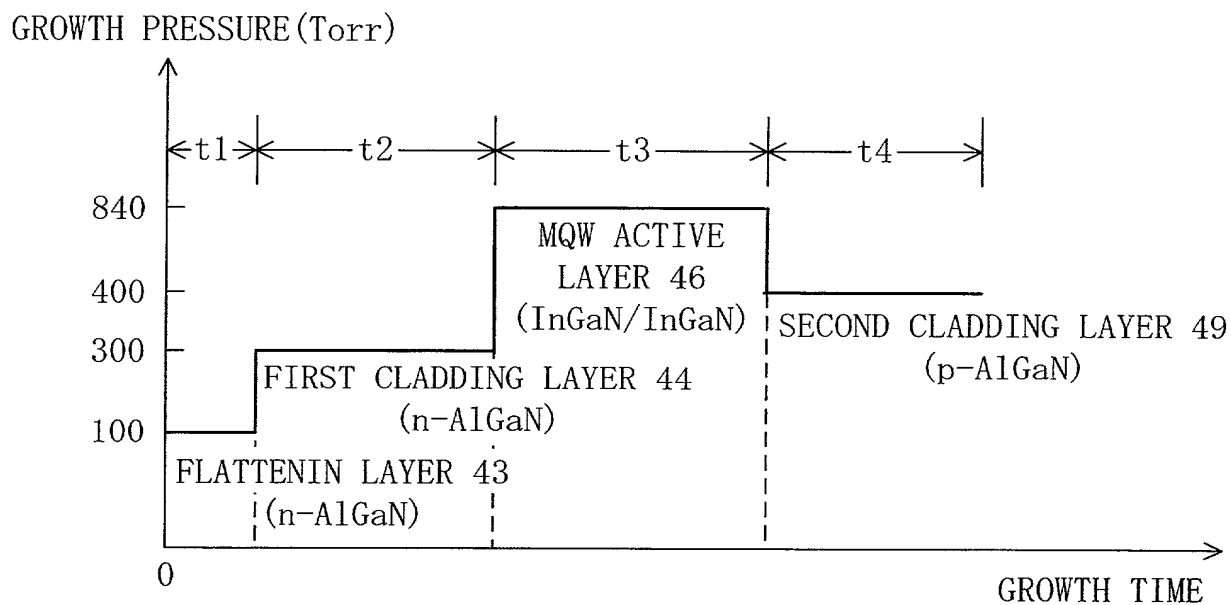 GROWTH PRESSURE(Torr)
t1
t2
t3
t4
840
MQW ACTIVE
LAYER 46
(InGaN/InGaN)
400
SECOND CLADDING LAYER 49
(p-AlGaN)
300
FIRST CLADDING LAYER 44
(n-AlGaN)
100
FLATTENIN LAYER 43
(n-AlGaN)
0
GROWTH TIME